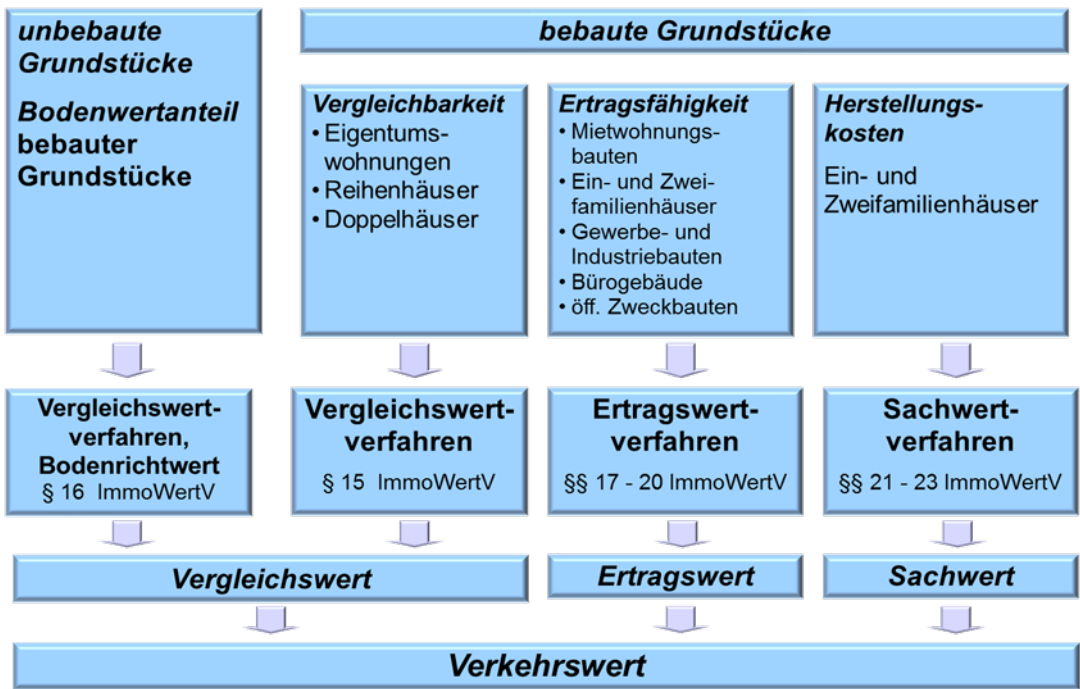 unbebaute
Grundstücke
Bodenwertanteil
bebauter
Grundstücke
bebaute Grundstücke
Vergleichbarkeit
• Eigentums-
wohnungen
• Reihenhäuser
• Doppelhäuser
Ertragsfähigkeit
• Mietwohnungs-
bauten
• Ein- und Zwei-
familienhäuser
• Gewerbe- und
Industriebauten
• Bürogebäude
• öff. Zweckbauten
Herstellungs-
kosten
Ein- und
Zweifamilienhäuser
Vergleichswert-
verfahren,
Bodenrichtwert
§ 16 ImmoWertV
Vergleichswert-
verfahren
§ 15 ImmoWertV
Ertragswert-
verfahren
§§ 17 - 20 ImmoWertV
Sachwert-
verfahren
§§ 21 - 23 ImmoWertV
Vergleichswert
Ertragswert
Sachwert
Verkehrswert